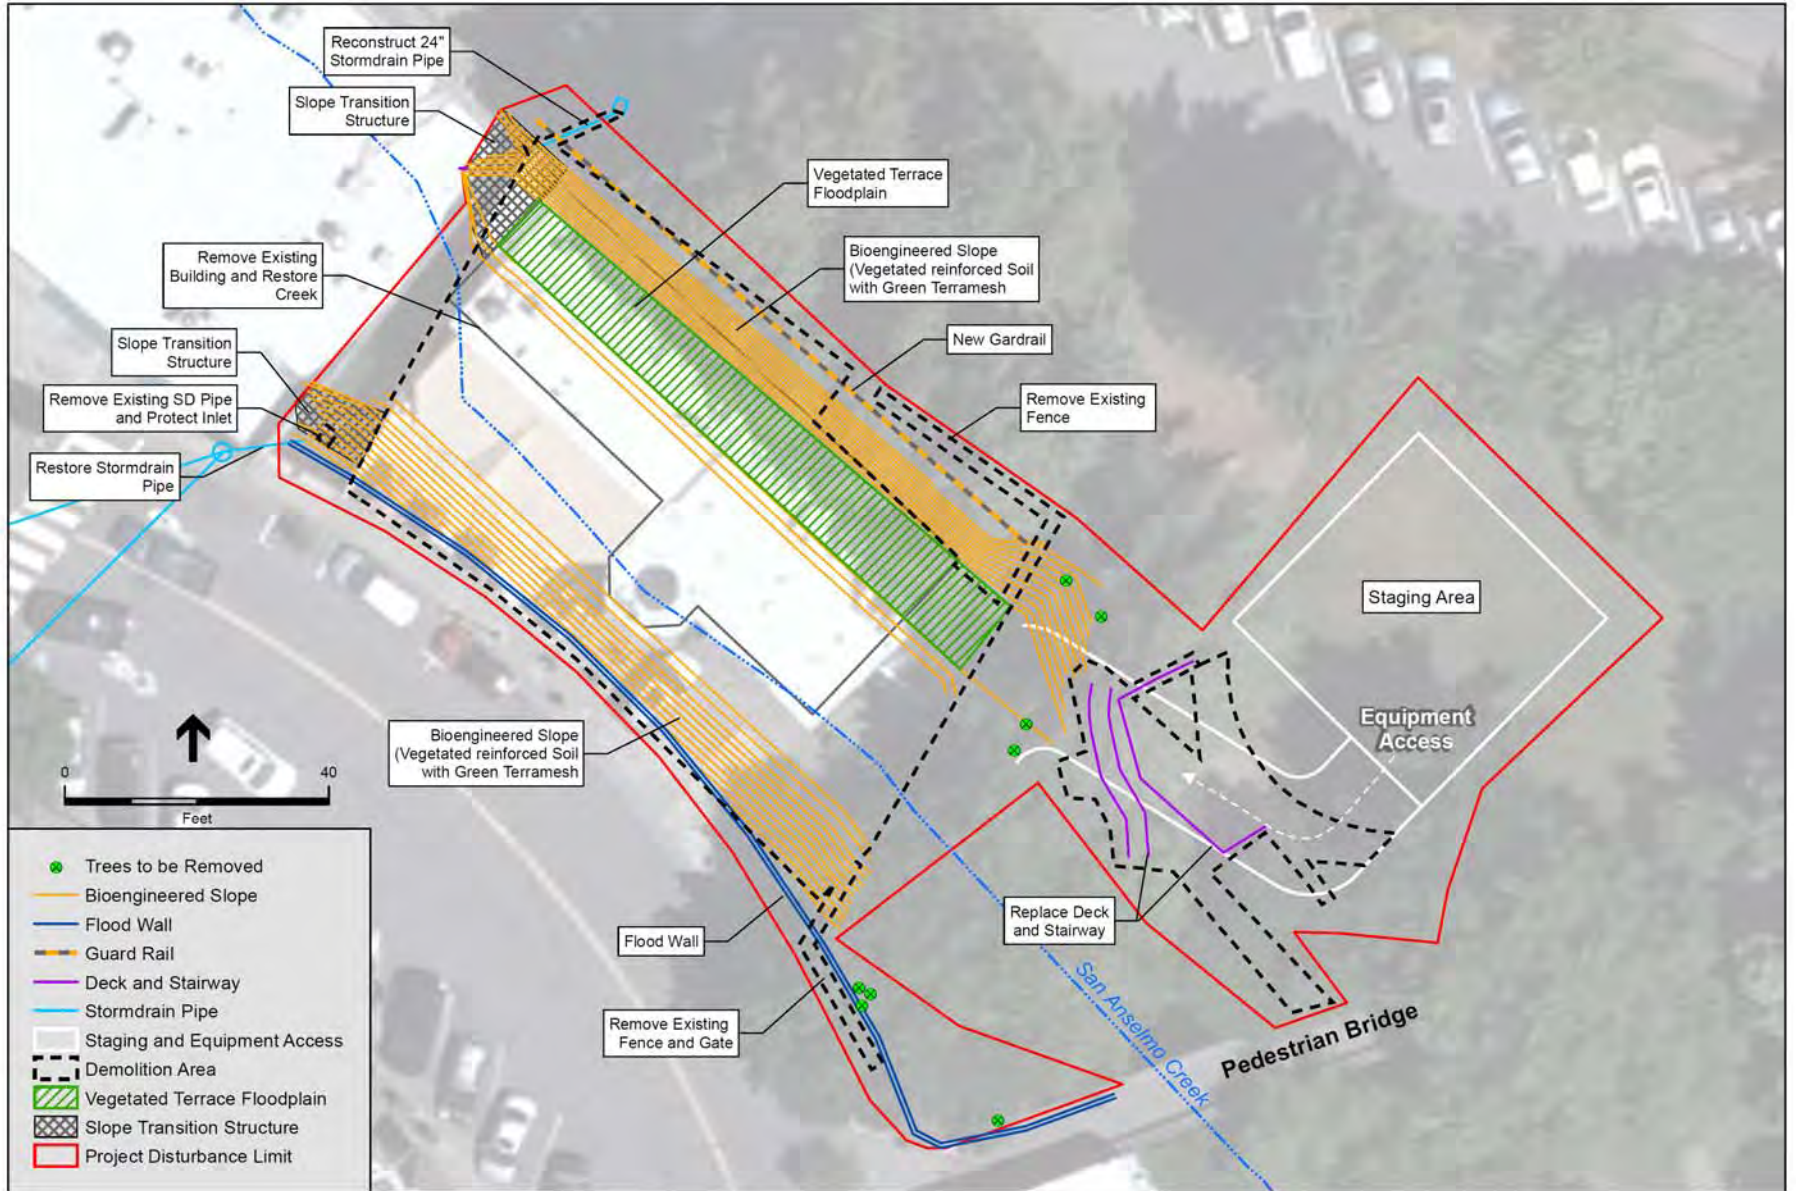 Reconstruct 24"
Stormdrain Pipe
Slope Transition
Structure
Vegetated Terrace
Floodplain
Remove Existing
Building and Restore
Creek
Bioengineered Slope
(Vegetated reinforced Soil
with Green Terramesh
New Gardrail
Slope Transition
Structure
Remove Existing SD Pipe
and Protect Inlet
Restore Stormdrain
Pipe
Remove Existing
Fence
Staging Area
Equipment
Access
Bioengineered Slope
(Vegetated reinforced Soil
with Green Terramesh
0 40
Feet
Flood Wall
Replace Deck
and Stairway
Remove Existing
Fence and Gate
San Anselmo Creek
Pedestrian Bridge
Trees to be Removed
Bioengineered Slope
Flood Wall
Guard Rail
Deck and Stairway
Stormdrain Pipe
Staging and Equipment Access
Demolition Area
Vegetated Terrace Floodplain
Slope Transition Structure
Project Disturbance Limit